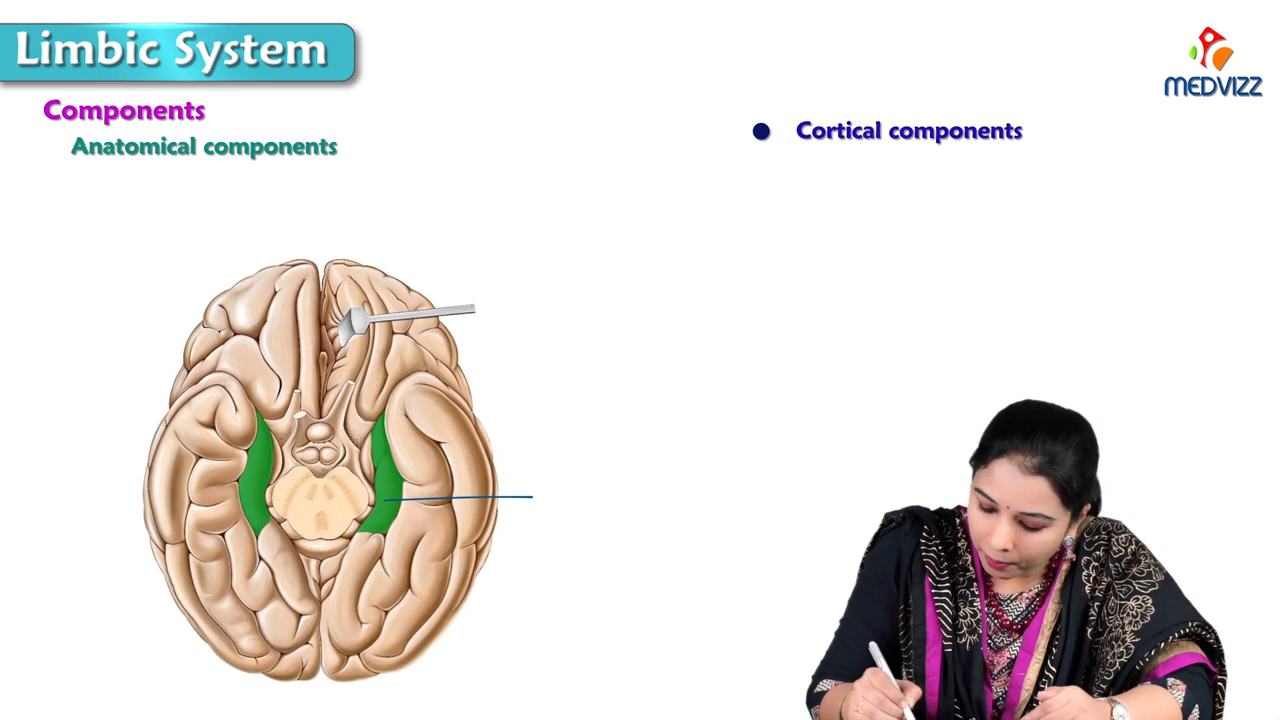 Limbic System
MEDVIZZ
Components
Anatomical components
● Cortical components